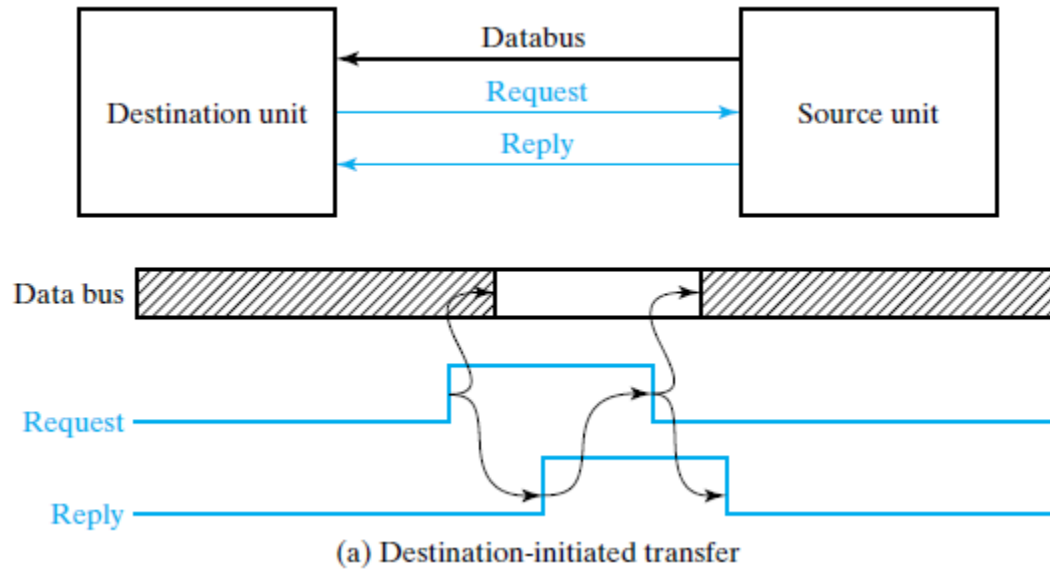 Databus
Request
Destination unit
Source unit
Reply
Data bus
Request
Reply
(a) Destination-initiated transfer